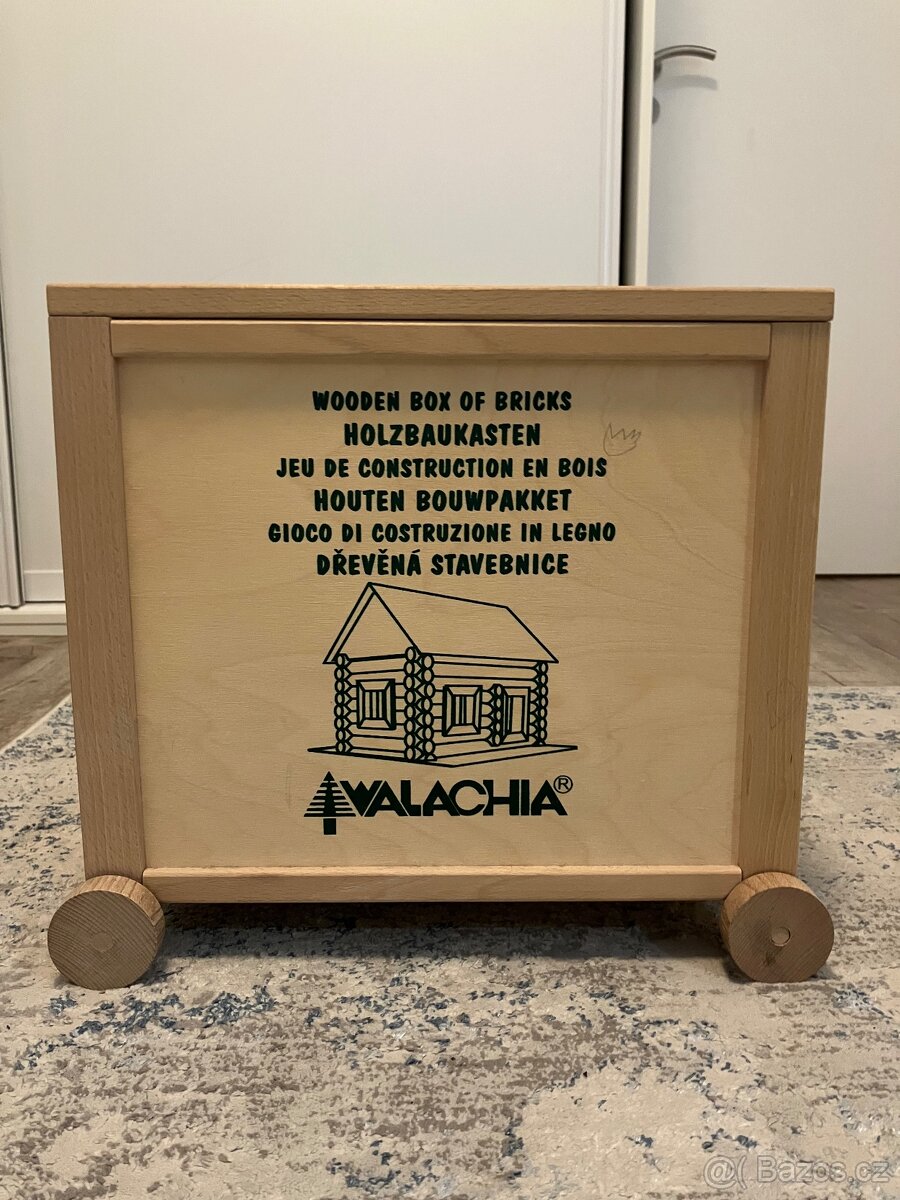 WOODEN BOX OF BRICKS
HOLZBAUKASTEN
JEU DE CONSTRUCTION EN BOIS
HOUTEN BOUWPAKKET
GIOCO DI COSTRUZIONE IN LEGNO
DŘEVĚNÁ STAVEBNICE
WALACHIA®
@( Bazos.cz